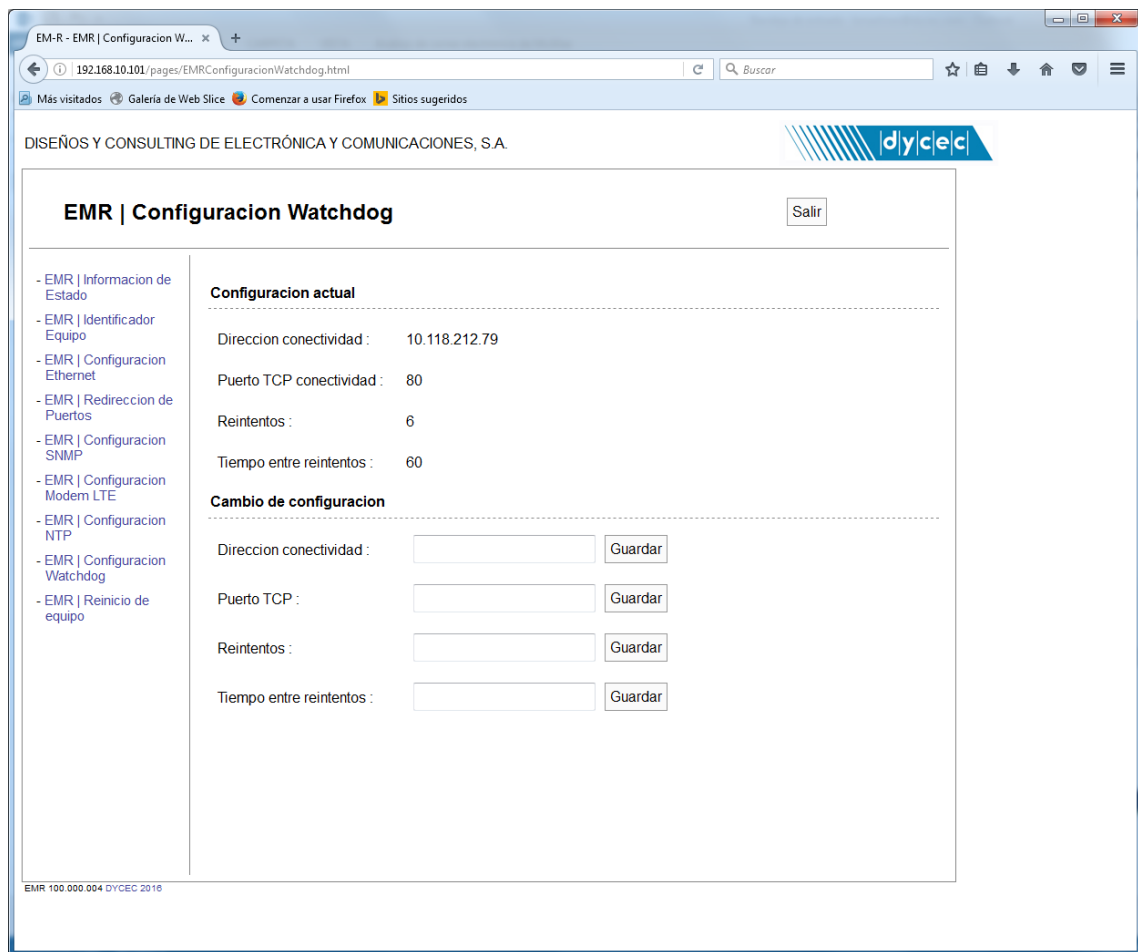 EM-R - EMR | Configuracion W...
192.168.10.101/pages/EMRConfiguracionWatchdog.html
Buscar
Más visitados Galería de Web Slice Comenzar a usar Firefox Sitios sugeridos
DISEÑOS Y CONSULTING DE ELECTRÓNICA Y COMUNICACIONES, S.A.
|d|y|c|e|c|
EMR | Configuracion Watchdog
Salir
- EMR | Informacion de
Estado
- EMR | Identificador
Equipo
- EMR | Configuracion
Ethernet
- EMR | Redireccion de
Puertos
- EMR | Configuracion
SNMP
- EMR | Configuracion
Modem LTE
- EMR | Configuracion
NTP
- EMR | Configuracion
Watchdog
- EMR | Reinicio de
equipo
Configuracion actual
Direccion conectividad : 10.118.212.79
Puerto TCP conectividad : 80
Reintentos : 6
Tiempo entre reintentos : 60
Cambio de configuracion
Direccion conectividad : Guardar
Puerto TCP : Guardar
Reintentos : Guardar
Tiempo entre reintentos : Guardar
EMR 100.000.004 DYCEC 2016